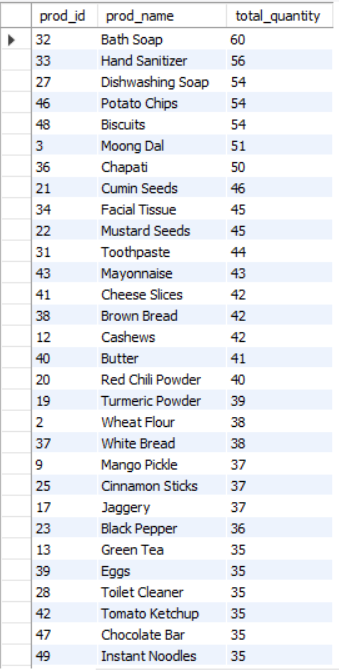 prod_id prod_name total_quantity
32 Bath Soap 60
33 Hand Sanitizer 56
27 Dishwashing Soap 54
46 Potato Chips 54
48 Biscuits 54
3 Moong Dal 51
36 Chapati 50
21 Cumin Seeds 46
34 Facial Tissue 45
22 Mustard Seeds 45
31 Toothpaste 44
43 Mayonnaise 43
41 Cheese Slices 42
38 Brown Bread 42
12 Cashews 42
40 Butter 41
20 Red Chili Powder 40
19 Turmeric Powder 39
2 Wheat Flour 38
37 White Bread 38
9 Mango Pickle 37
25 Cinnamon Sticks 37
17 Jaggery 37
23 Black Pepper 36
13 Green Tea 35
39 Eggs 35
28 Toilet Cleaner 35
42 Tomato Ketchup 35
47 Chocolate Bar 35
49 Instant Noodles 35